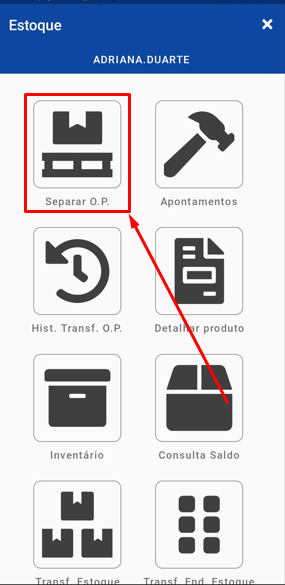 Estoque
ADRIANA.DUARTE
Separar O.P.
Apontamentos
Hist. Transf. O.P.
Detalhar produto
Inventário
Consulta Saldo
Transf. Estoque
Transf. End. Estoque